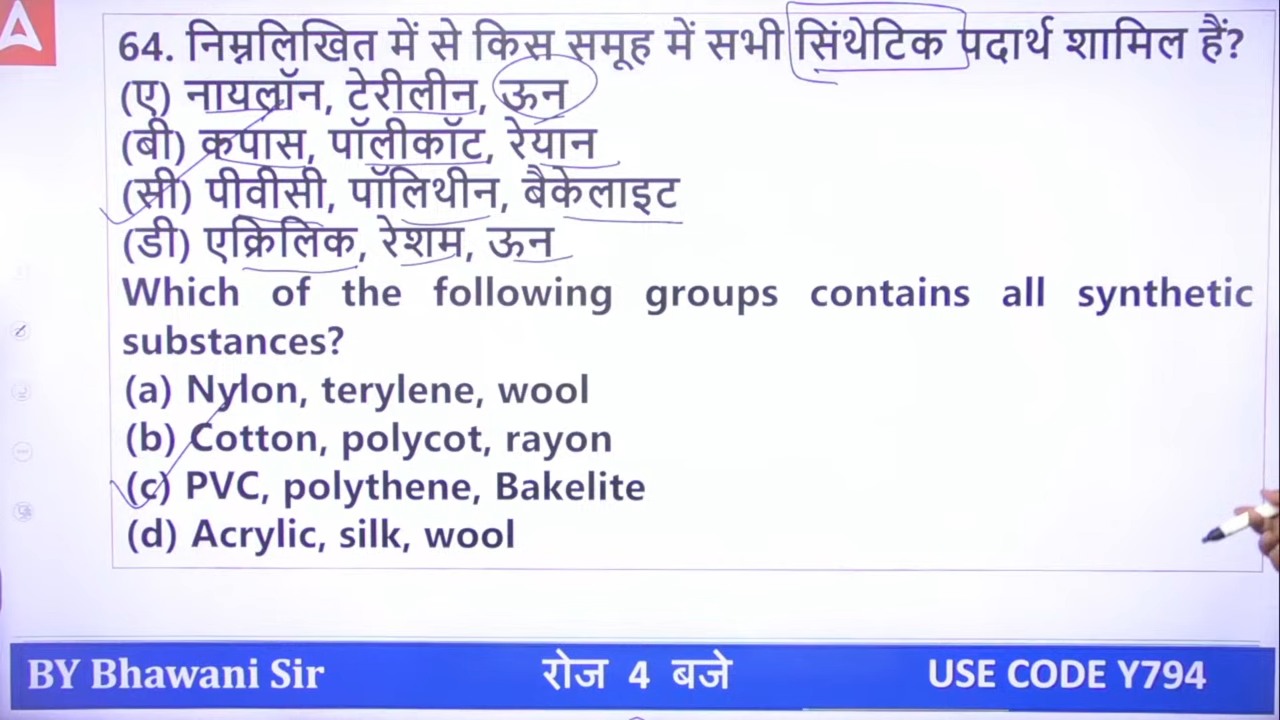 64. निम्नलिखित में से किस समूह में सभी सिंथेटिक पदार्थ शामिल हैं?
(ए) नायलॉन, टेरीलीन, ऊन
(बी) कपास, पॉलीकॉट, रेयान
(सी) पीवीसी, पॉलिथीन, बैकेलाइट
(डी) एक्रिलिक, रेशम, ऊन
Which of the following groups contains all synthetic
substances?
(a) Nylon, terylene, wool
(b) Cotton, polycot, rayon
(c) PVC, polythene, Bakelite
(d) Acrylic, silk, wool
BY Bhawani Sir रोज 4 बजे USE CODE Y794